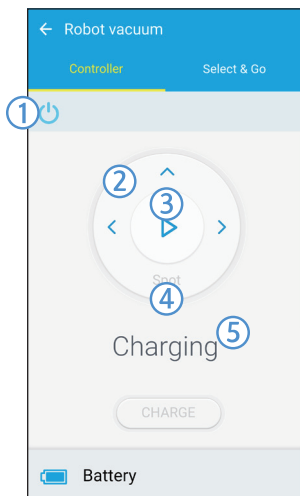 Robot vacuum
Controller Select & Go
1
2
3
Spot
4
5
Charging
CHARGE
Battery